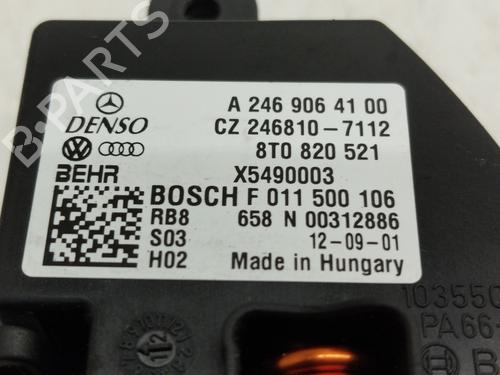 A 246 906 41 00
DENSO CZ 246810-7112
8T0 820 521
BEHR X5490003
BOSCH F 011 500 106
RB8 658 N 00312886
S03 12-09-01
H02 Made in Hungary
103550
PA66
B-PARTS